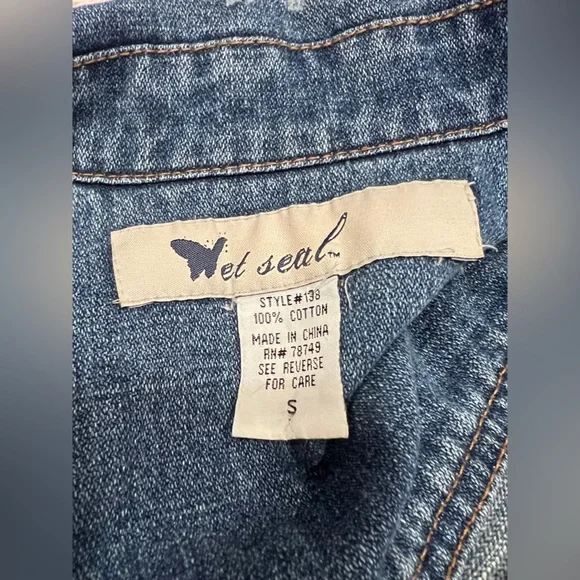 Wet seal™
STYLE#138
100% COTTON
MADE IN CHINA
RN# 78749
SEE REVERSE
FOR CARE
S